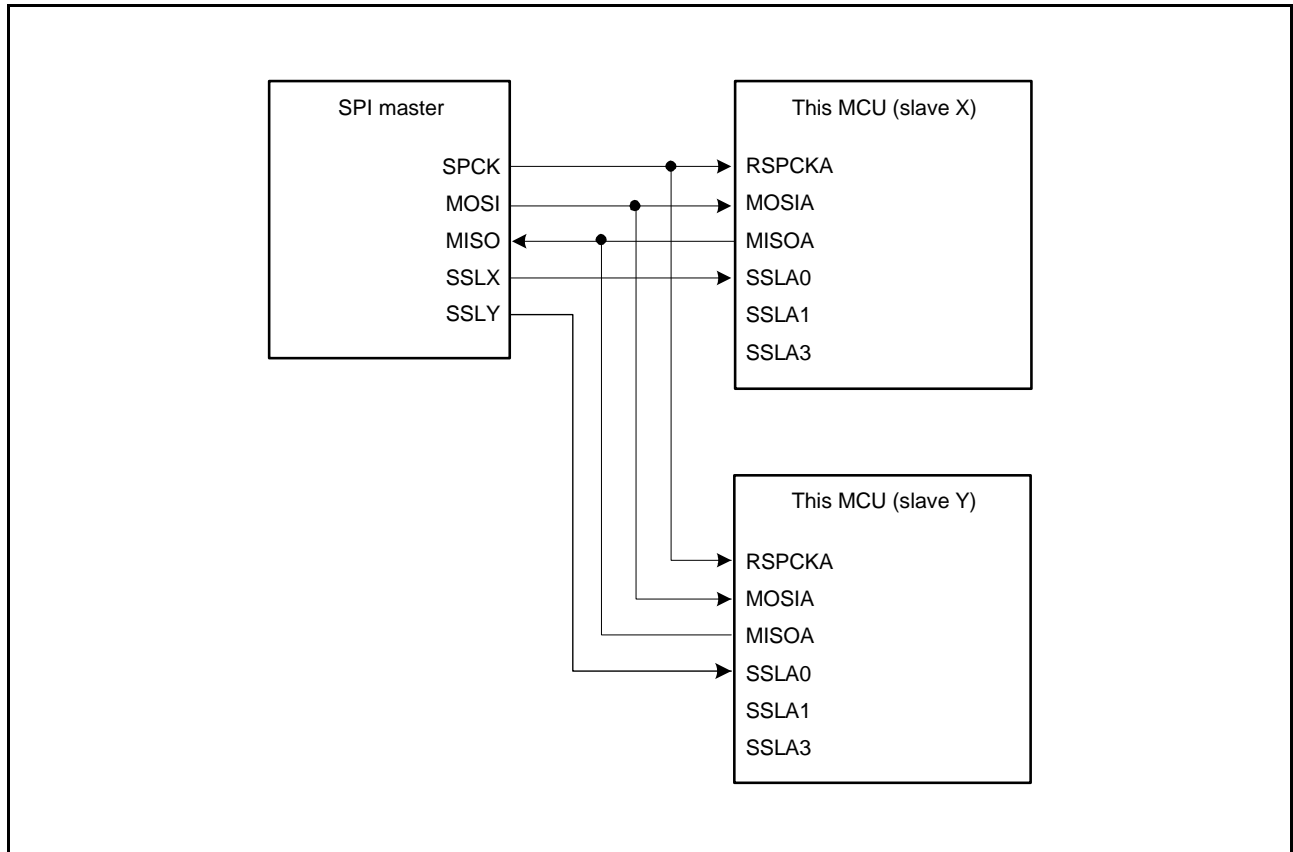 SPI master
SPCK
MOSI
MISO
SSLX
SSLY
This MCU (slave X)
RSPCKA
MOSIA
MISOA
SSLA0
SSLA1
SSLA3
This MCU (slave Y)
RSPCKA
MOSIA
MISOA
SSLA0
SSLA1
SSLA3